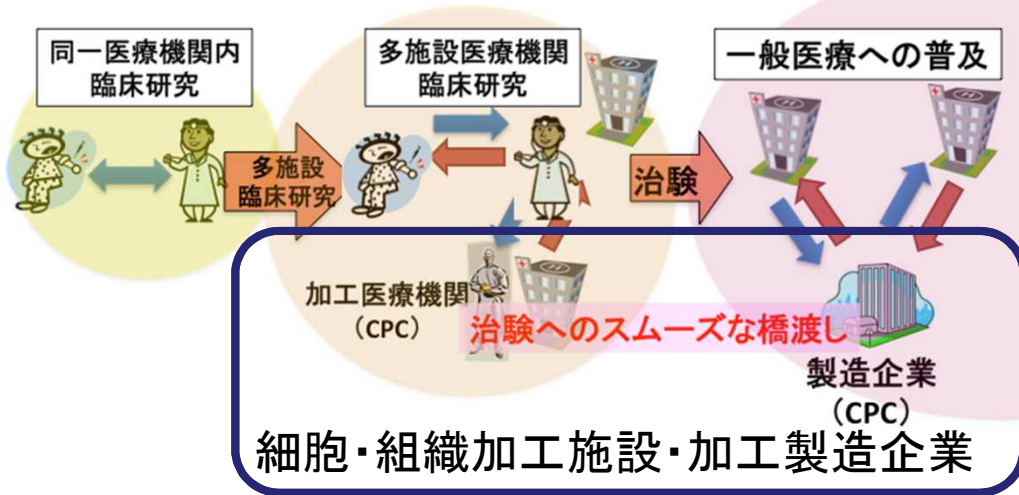 同一医療機関内
臨床研究
多施設
臨床研究
多施設医療機関
臨床研究
治験
一般医療への普及
加工医療機関
（CPC）
治験へのスムーズな橋渡し
製造企業
（CPC）
細胞・組織加工施設・加工製造企業